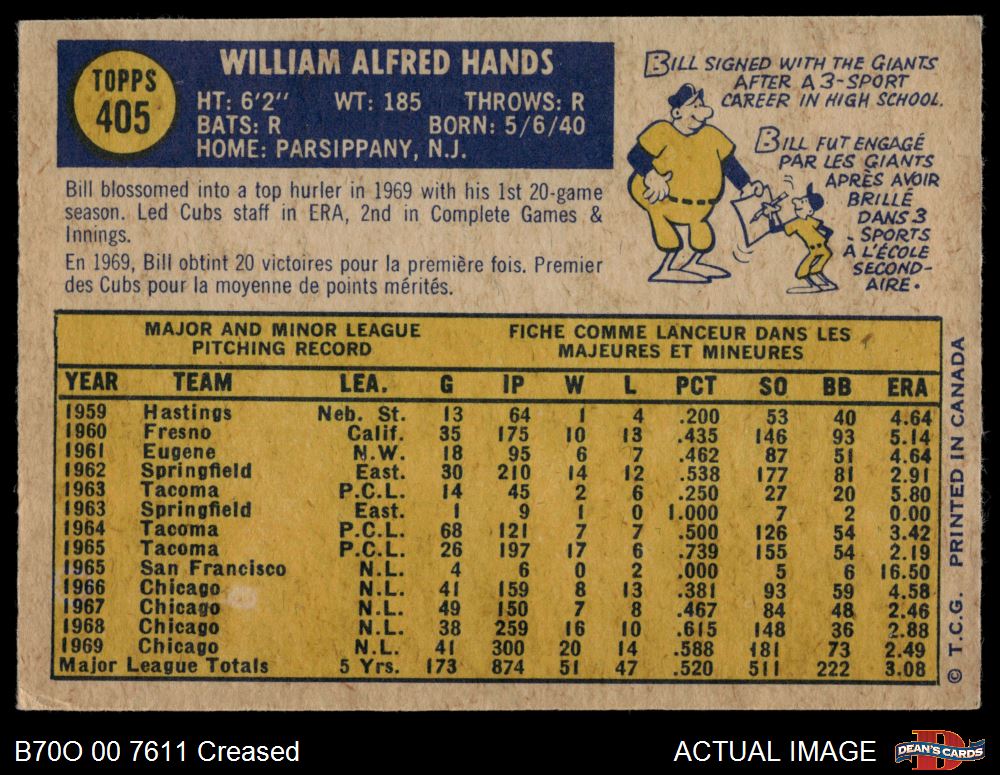 TOPPS
405
WILLIAM ALFRED HANDS
HT: 6'2" WT: 185 THROWS: R
BATS: R BORN: 5/6/40
HOME: PARSIPPANY, N.J.
Bill blossomed into a top hurler in 1969 with his 1st 20-game
season. Led Cubs staff in ERA, 2nd in Complete Games &
Innings.
En 1969, Bill obtint 20 victoires pour la première fois. Premier
des Cubs pour la moyenne de points mérités.
BILL SIGNED WITH THE GIANTS
AFTER A 3-SPORT
CAREER IN HIGH SCHOOL.
BILL FUT ENGAGÉ
PAR LES GIANTS
APRÈS AVOIR
BRILLÉ
DANS 3
SPORTS
À L'ÉCOLE
SECOND-
AIRE.
MAJOR AND MINOR LEAGUE
PITCHING RECORD
FICHE COMME LANCEUR DANS LES
MAJEURES ET MINEURES
YEAR TEAM LEA. G IP W L PCT SO BB ERA
1959 Hastings Neb. St. 13 64 1 4 .200 53 40 4.64
1960 Fresno Calif. 35 175 10 13 .435 146 93 5.14
1961 Eugene N.W. 18 95 6 7 .462 87 51 4.64
1962 Springfield East. 30 210 14 12 .538 177 81 2.91
1963 Tacoma P.C.L. 14 45 2 6 .250 27 20 5.80
1963 Springfield East. 1 9 1 0 1.000 7 2 0.00
1964 Tacoma P.C.L. 68 121 7 7 .500 126 54 3.42
1965 Tacoma P.C.L. 26 197 17 6 .739 155 54 2.19
1965 San Francisco N.L. 4 6 0 2 .000 5 6 16.50
1966 Chicago N.L. 41 159 8 13 .381 93 59 4.58
1967 Chicago N.L. 49 150 7 8 .467 84 48 2.46
1968 Chicago N.L. 38 259 16 10 .615 148 36 2.88
1969 Chicago N.L. 41 300 20 14 .588 181 73 2.49
Major League Totals 5 Yrs. 173 874 51 47 .520 511 222 3.08
© T.C.G. PRINTED IN CANADA
B70O 00 7611 Creased
ACTUAL IMAGE
DEAN'S CARDS